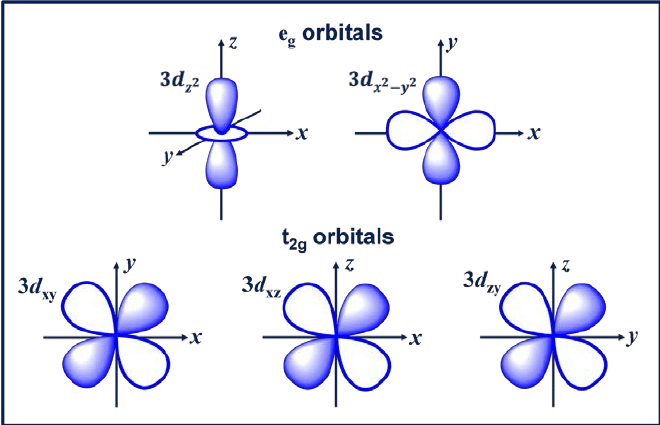 e_g orbitals
z
3d_{z^2}
x
y
y
3d_{x^2-y^2}
x
t_{2g} orbitals
y
3d_{xy}
x
z
3d_{xz}
x
z
3d_{zy}
y